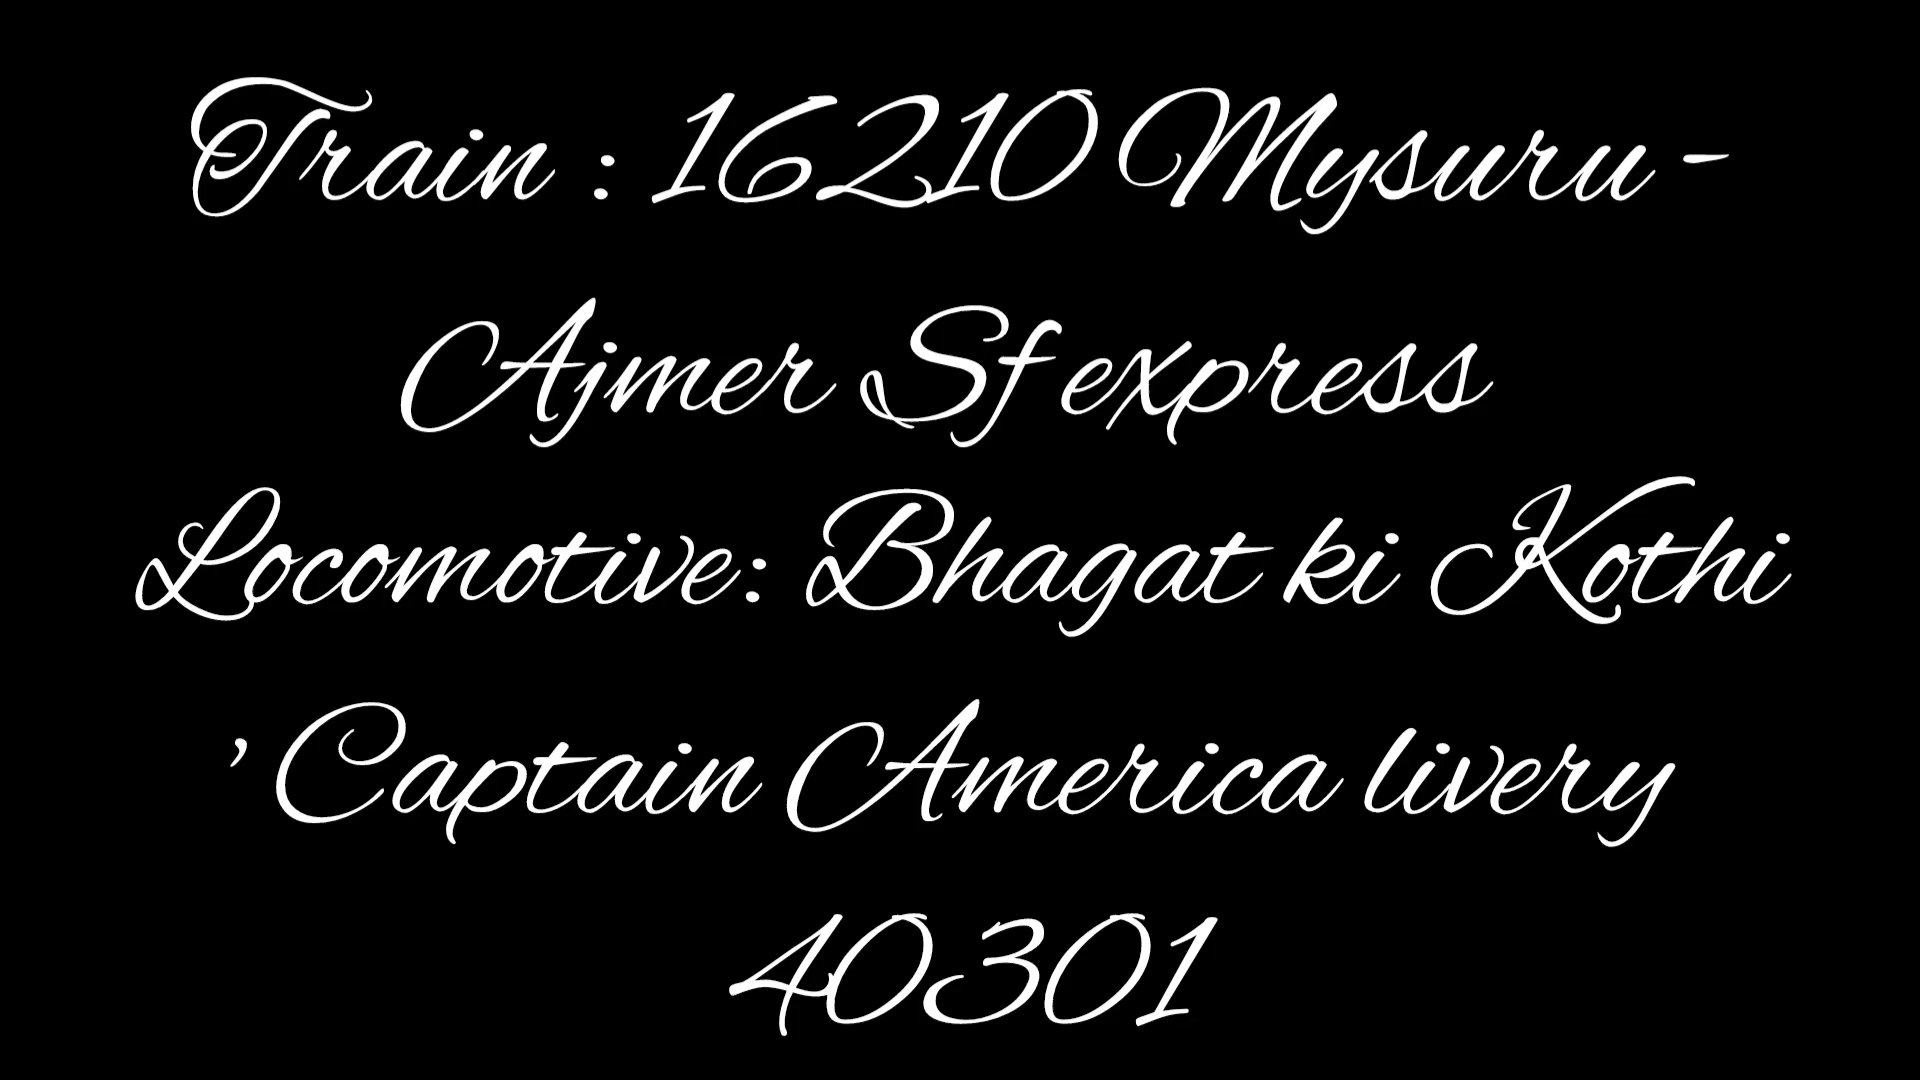 Train : 16210 Mysuru -
Ajmer Sf express
Locomotive: Bhagat ki Kothi
' Captain America livery
40301